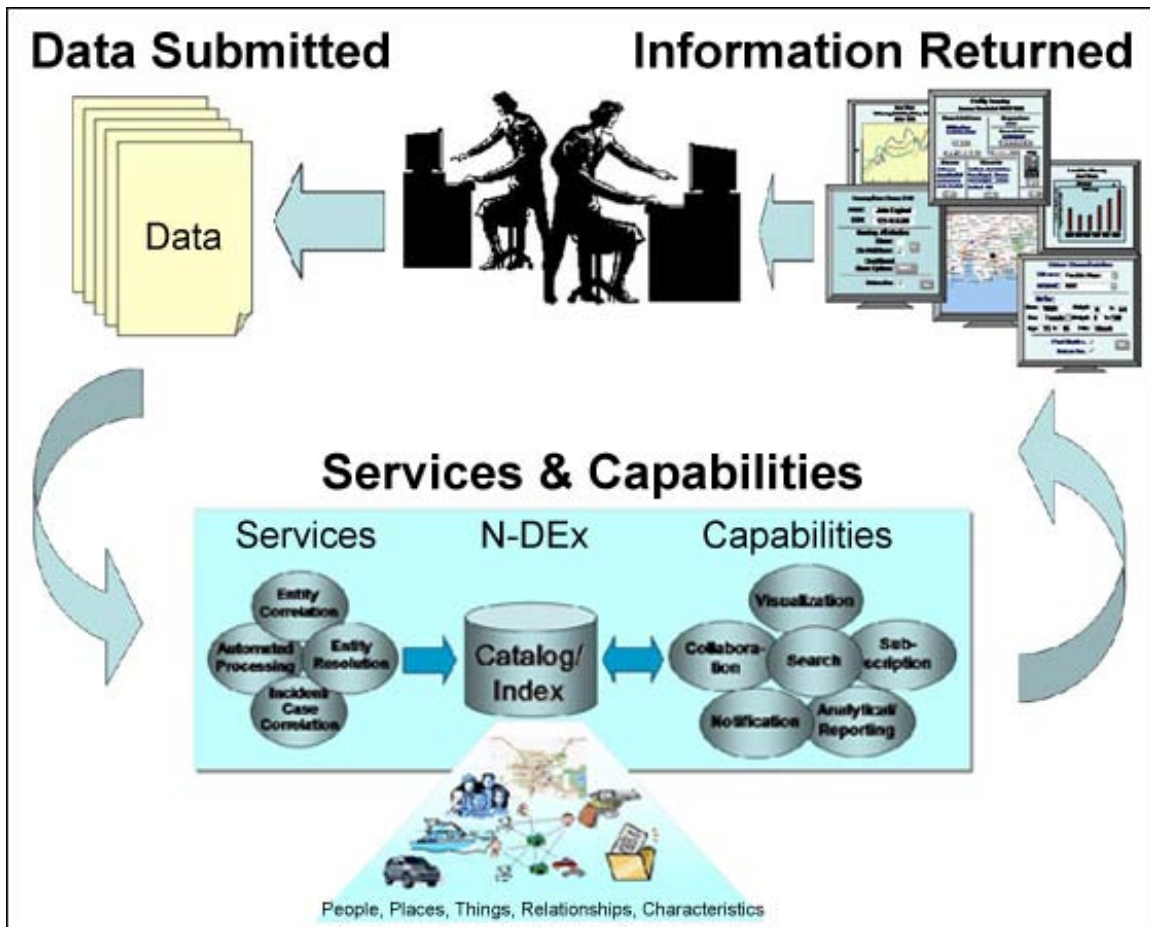 Data Submitted
Information Returned
Data
Services & Capabilities
Services
N-DEx
Capabilities
Entity
Correlation
Automated
Processing
Entity
Resolution
Incident/
Case
Correlation
Catalog/
Index
Visualization
Collabora-
tion
Search
Sub-
scription
Notification
Analytical/
Reporting
People, Places, Things, Relationships, Characteristics